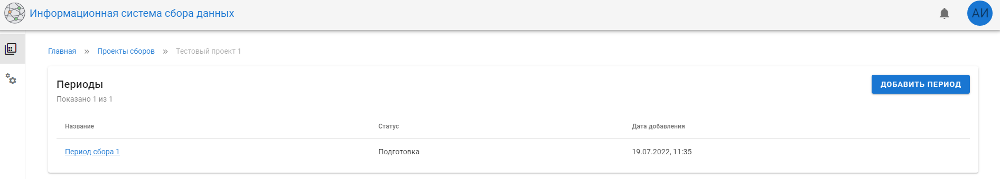 Информационная система сбора данных
АИ
Главная » Проекты сборов » Тестовый проект 1
Периоды
ДОБАВИТЬ ПЕРИОД
Показано 1 из 1
Название Статус Дата добавления
Период сбора 1 Подготовка 19.07.2022, 11:35